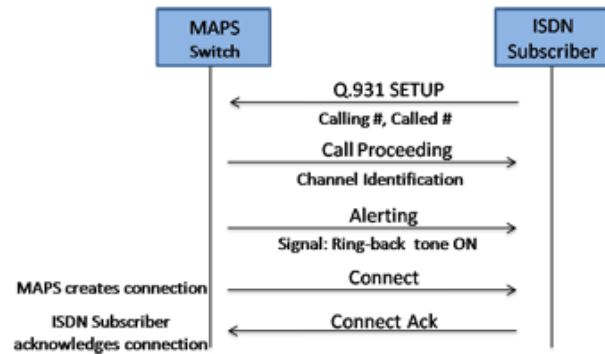 MAPS
Switch
ISDN
Subscriber
Q.931 SETUP
Calling #, Called #
Call Proceeding
Channel Identification
Alerting
Signal: Ring-back tone ON
MAPS creates connection
Connect
ISDN Subscriber
acknowledges connection
Connect Ack